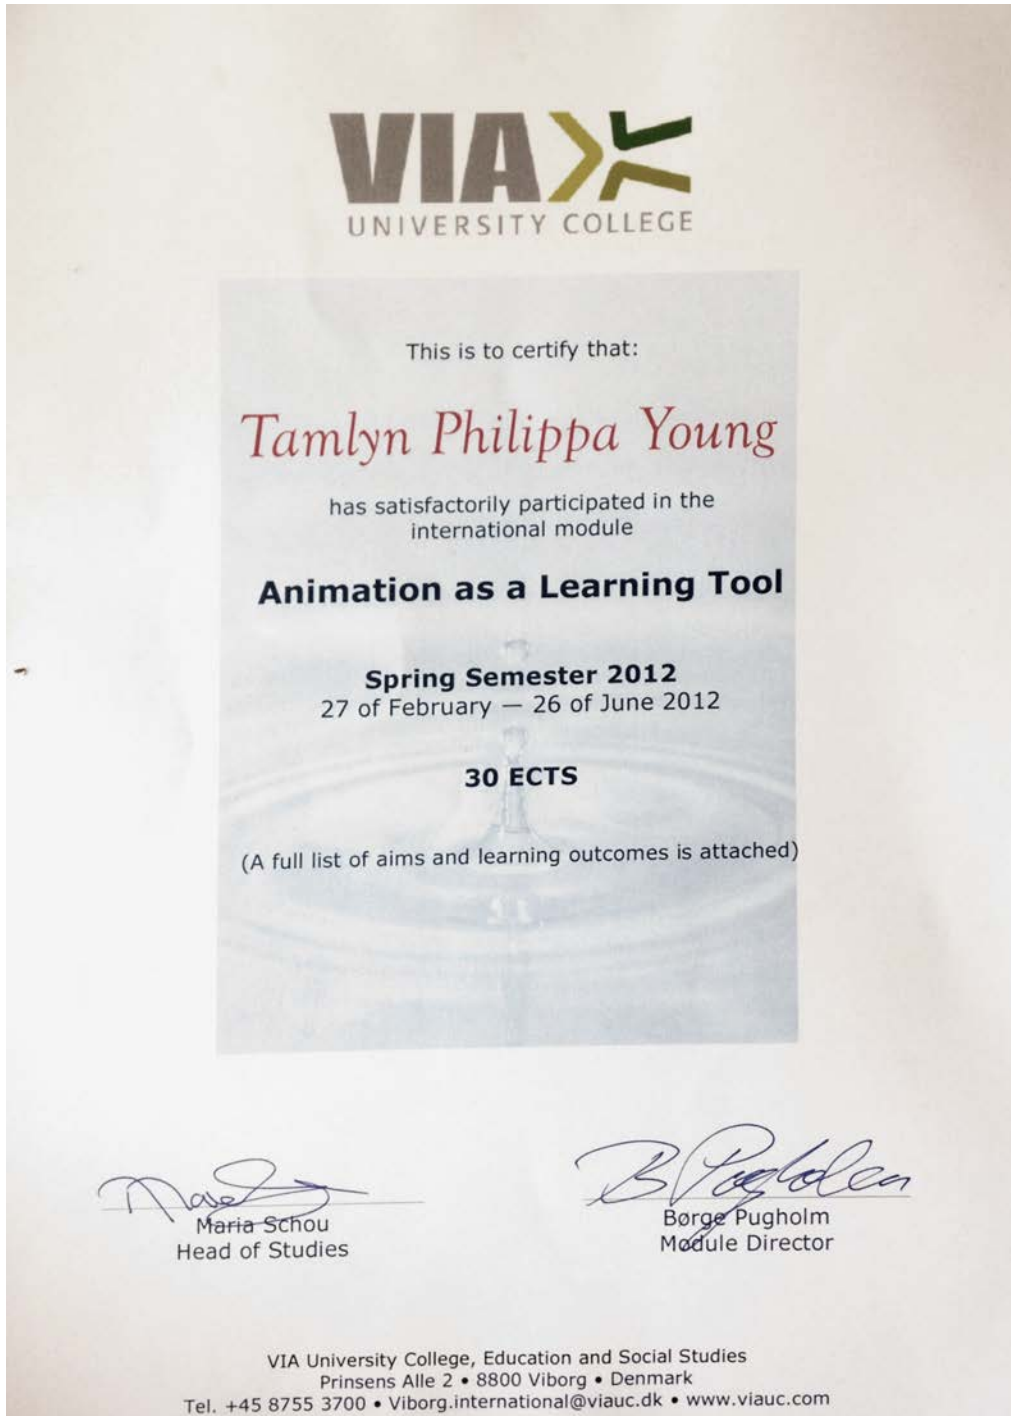 VIA
UNIVERSITY COLLEGE
This is to certify that:
Tamlyn Philippa Young
has satisfactorily participated in the
international module
Animation as a Learning Tool
Spring Semester 2012
27 of February — 26 of June 2012
30 ECTS
(A full list of aims and learning outcomes is attached)
B Pugholm
Maria Schou
Head of Studies
Børge Pugholm
Module Director
VIA University College, Education and Social Studies
Prinsens Alle 2 • 8800 Viborg • Denmark
Tel. +45 8755 3700 • Viborg.international@viauc.dk • www.viauc.com